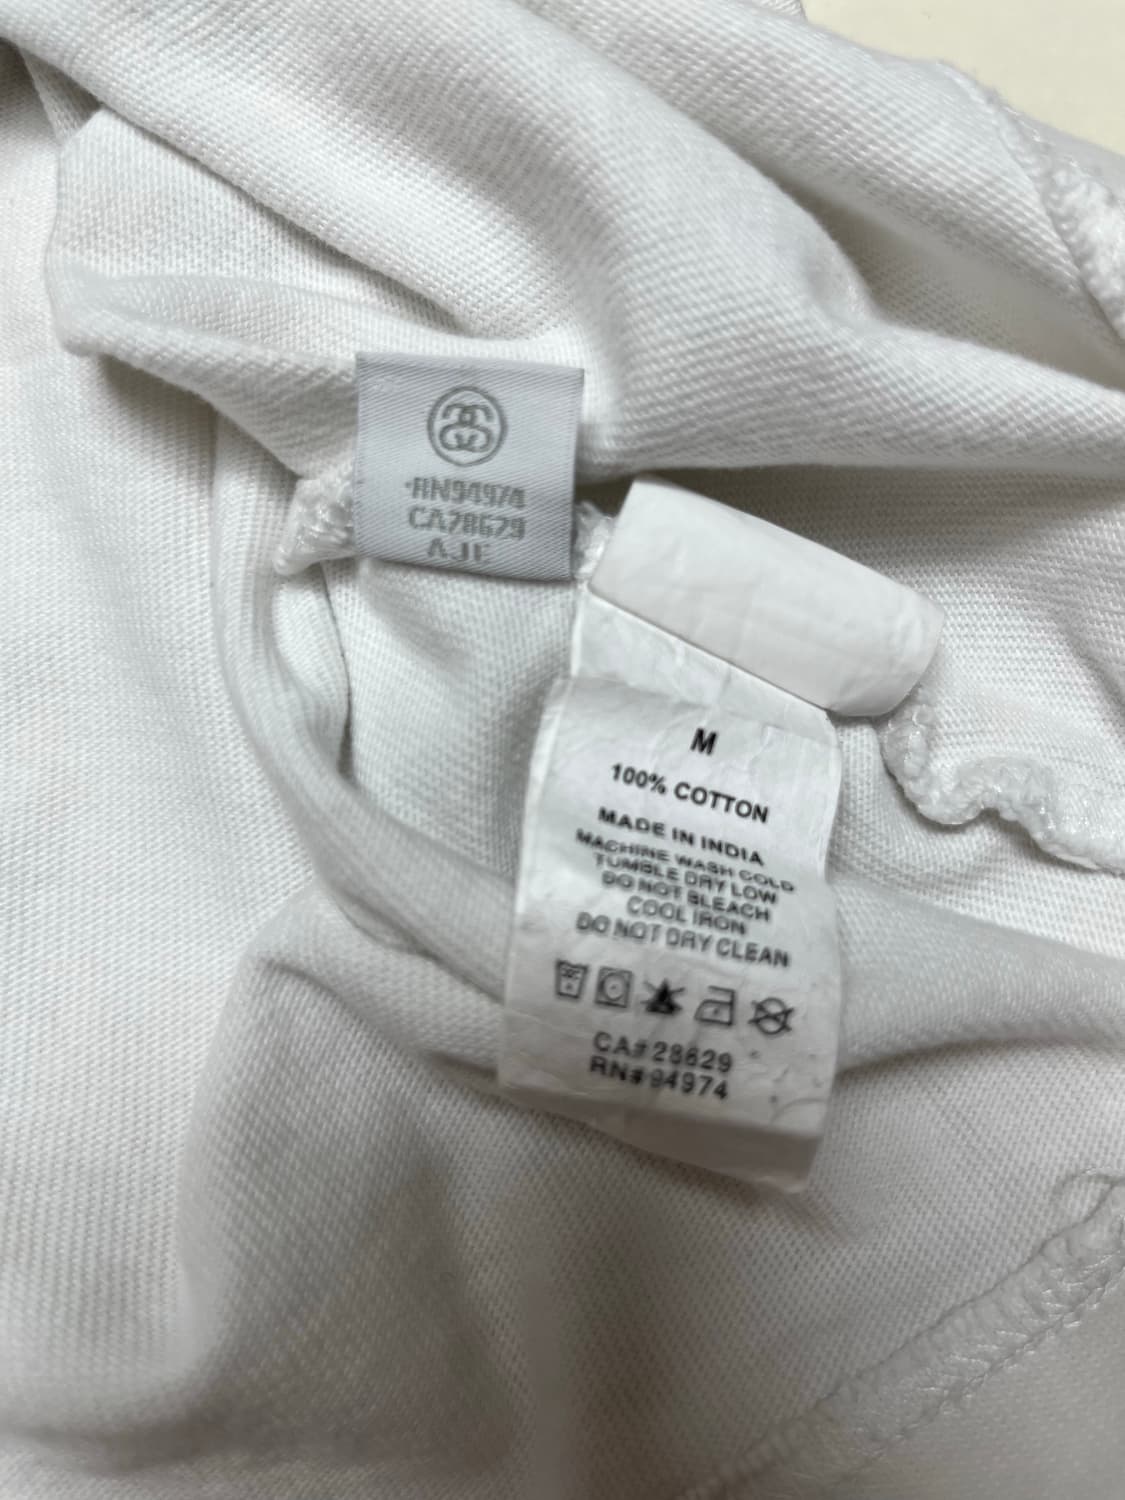 RN94974
CA28629
M
100% COTTON
MADE IN INDIA
MACHINE WASH COLD
TUMBLE DRY LOW
DO NOT BLEACH
COOL IRON
DO NOT DRY CLEAN
CA#28629
RN#94974